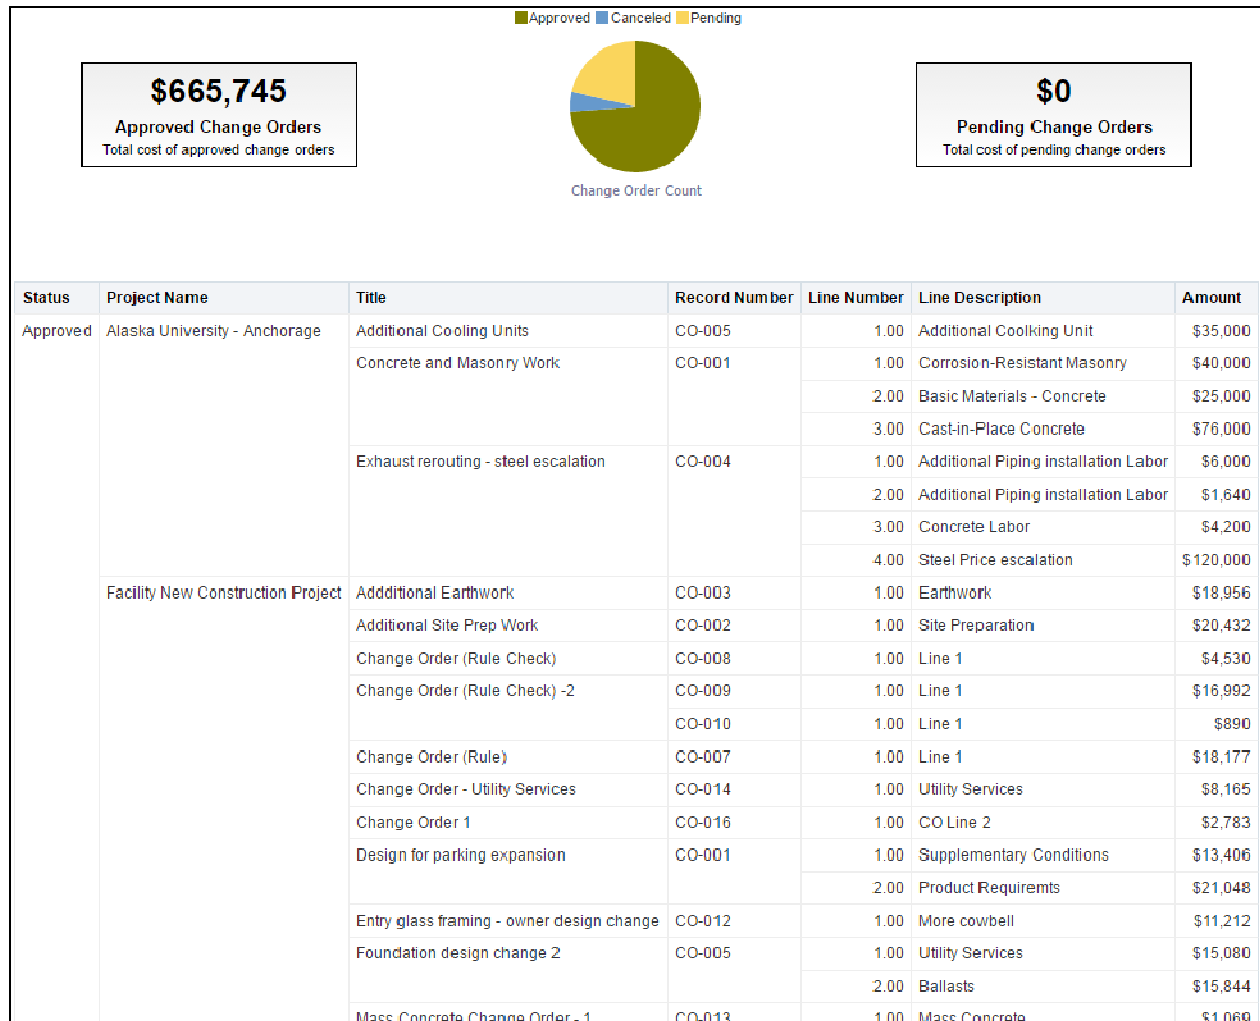 Approved Canceled Pending
$665,745
Approved Change Orders
Total cost of approved change orders
Change Order Count
$0
Pending Change Orders
Total cost of pending change orders
Status Project Name Title Record Number Line Number Line Description Amount
Approved Alaska University - Anchorage Additional Cooling Units CO-005 1.00 Additional Coolking Unit $35,000
Concrete and Masonry Work CO-001 1.00 Corrosion-Resistant Masonry $40,000
2.00 Basic Materials - Concrete $25,000
3.00 Cast-in-Place Concrete $76,000
Exhaust rerouting - steel escalation CO-004 1.00 Additional Piping installation Labor $6,000
2.00 Additional Piping installation Labor $1,640
3.00 Concrete Labor $4,200
4.00 Steel Price escalation $120,000
Facility New Construction Project Addditional Earthwork CO-003 1.00 Earthwork $18,956
Additional Site Prep Work CO-002 1.00 Site Preparation $20,432
Change Order (Rule Check) CO-008 1.00 Line 1 $4,530
Change Order (Rule Check) -2 CO-009 1.00 Line 1 $16,992
CO-010 1.00 Line 1 $890
Change Order (Rule) CO-007 1.00 Line 1 $18,177
Change Order - Utility Services CO-014 1.00 Utility Services $8,165
Change Order 1 CO-016 1.00 CO Line 2 $2,783
Design for parking expansion CO-001 1.00 Supplementary Conditions $13,406
2.00 Product Requiremts $21,048
Entry glass framing - owner design change CO-012 1.00 More cowbell $11,212
Foundation design change 2 CO-005 1.00 Utility Services $15,080
2.00 Ballasts $15,844
Mass Concrete Change Order - 1 CO-013 1.00 Mass Concrete $1,069